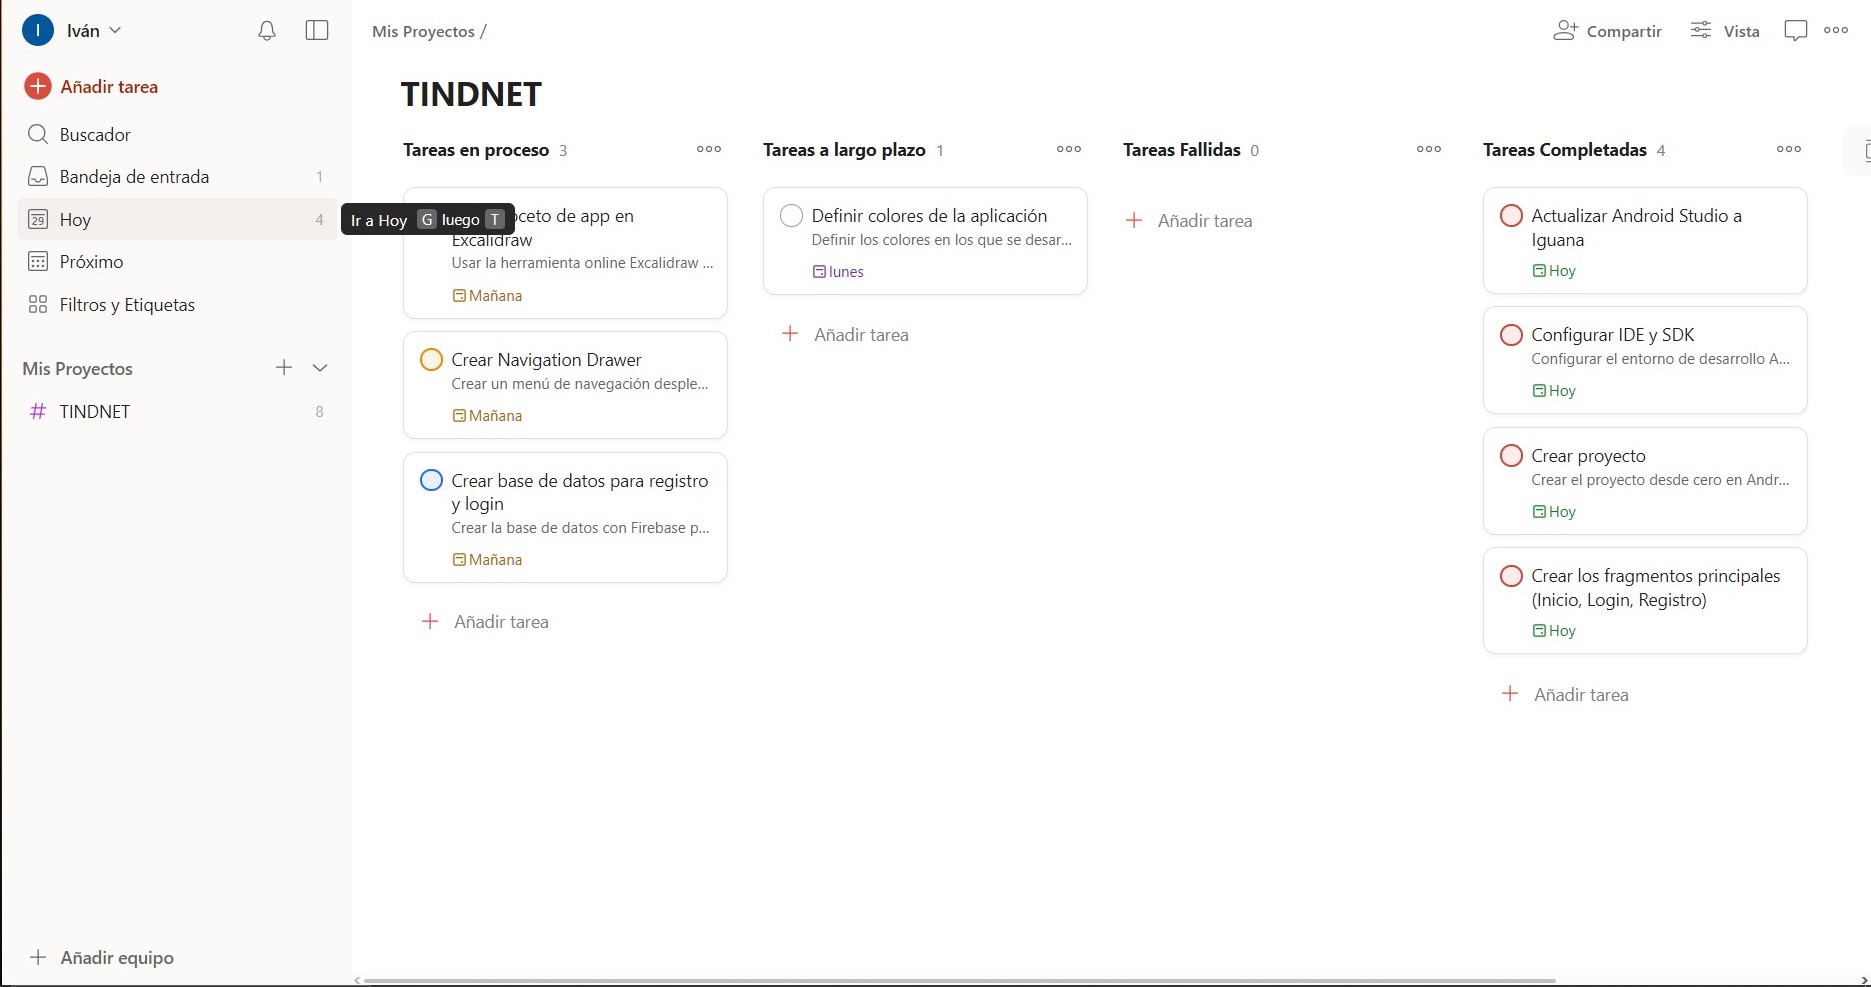 I Iván
Añadir tarea
Buscador
Bandeja de entrada 1
29 Hoy 4
Ir a Hoy G luego T
Próximo
Filtros y Etiquetas
Mis Proyectos
# TINDNET 8
Añadir equipo
Mis Proyectos /
Compartir
Vista
TINDNET
Tareas en proceso 3
de app en
Excalidraw
Usar la herramienta online Excalidraw ...
Mañana
Crear Navigation Drawer
Crear un menú de navegación desple...
Mañana
Crear base de datos para registro
y login
Crear la base de datos con Firebase p...
Mañana
Añadir tarea
Tareas a largo plazo 1
Definir colores de la aplicación
Definir los colores en los que se desar...
lunes
Añadir tarea
Tareas Fallidas 0
Añadir tarea
Tareas Completadas 4
Actualizar Android Studio a
Iguana
Hoy
Configurar IDE y SDK
Configurar el entorno de desarrollo A...
Hoy
Crear proyecto
Crear el proyecto desde cero en Andr...
Hoy
Crear los fragmentos principales
(Inicio, Login, Registro)
Hoy
Añadir tarea